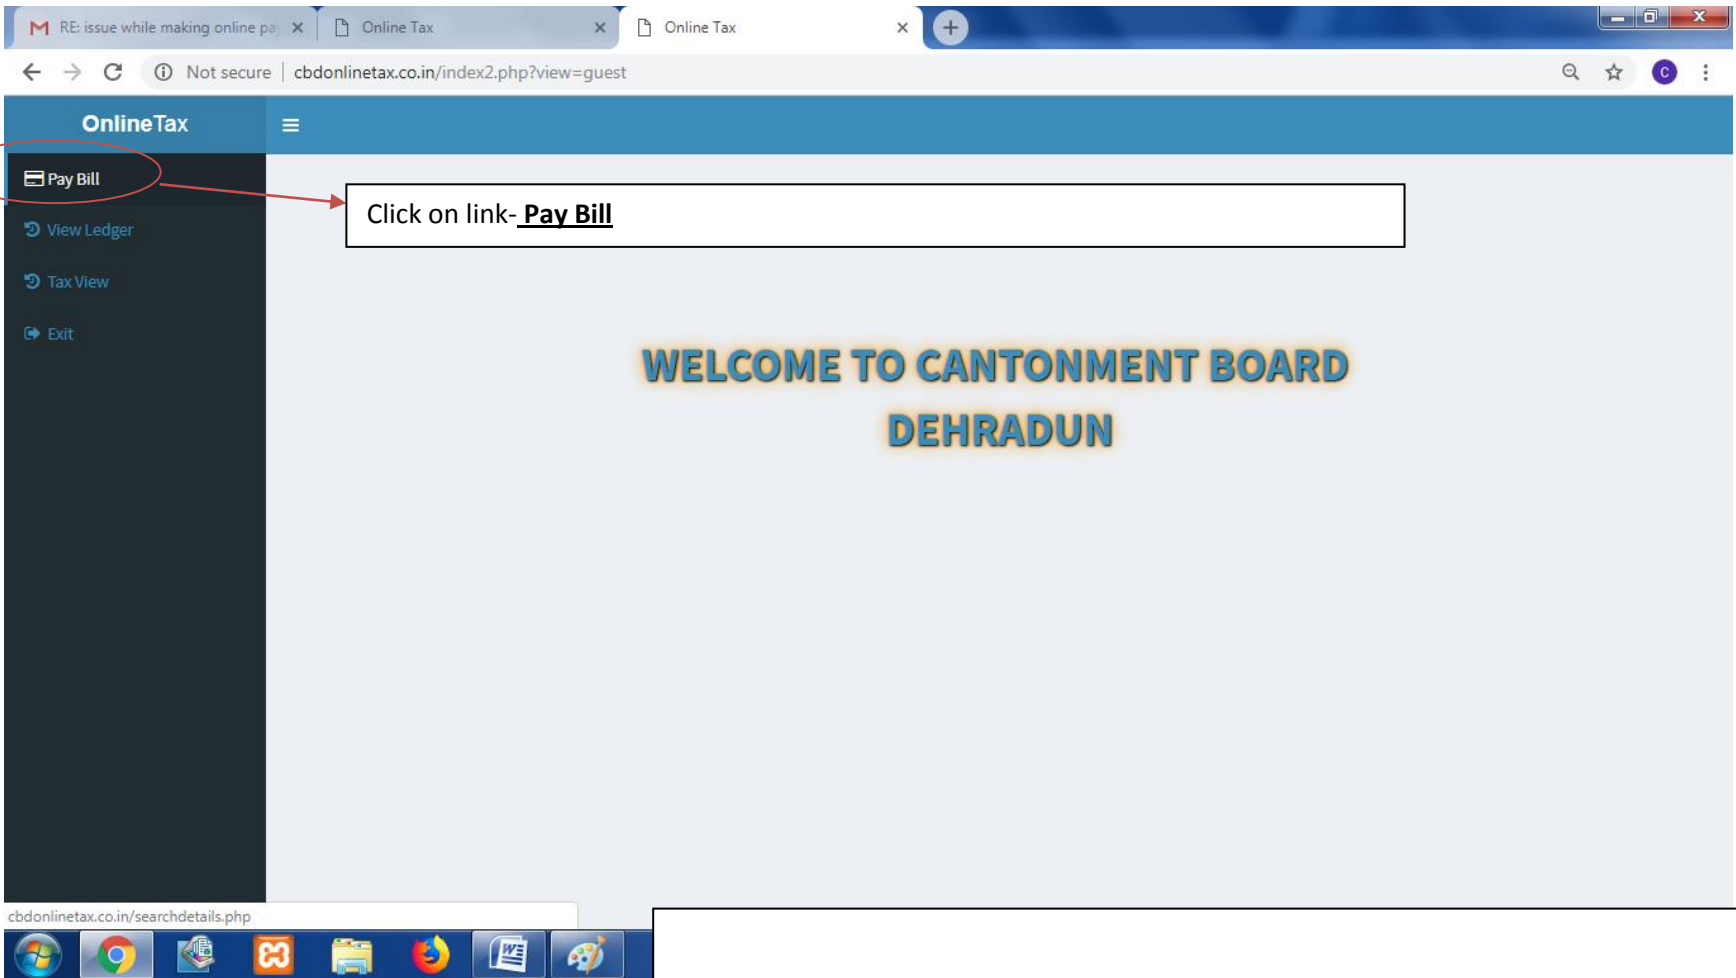 RE: issue while making online pa
Online Tax
Online Tax
Not secure | cbdonlinetax.co.in/index2.php?view=guest
C
OnlineTax
Pay Bill
Click on link- Pay Bill
View Ledger
Tax View
Exit
WELCOME TO CANTONMENT BOARD
DEHRADUN
cbdonlinetax.co.in/searchdetails.php